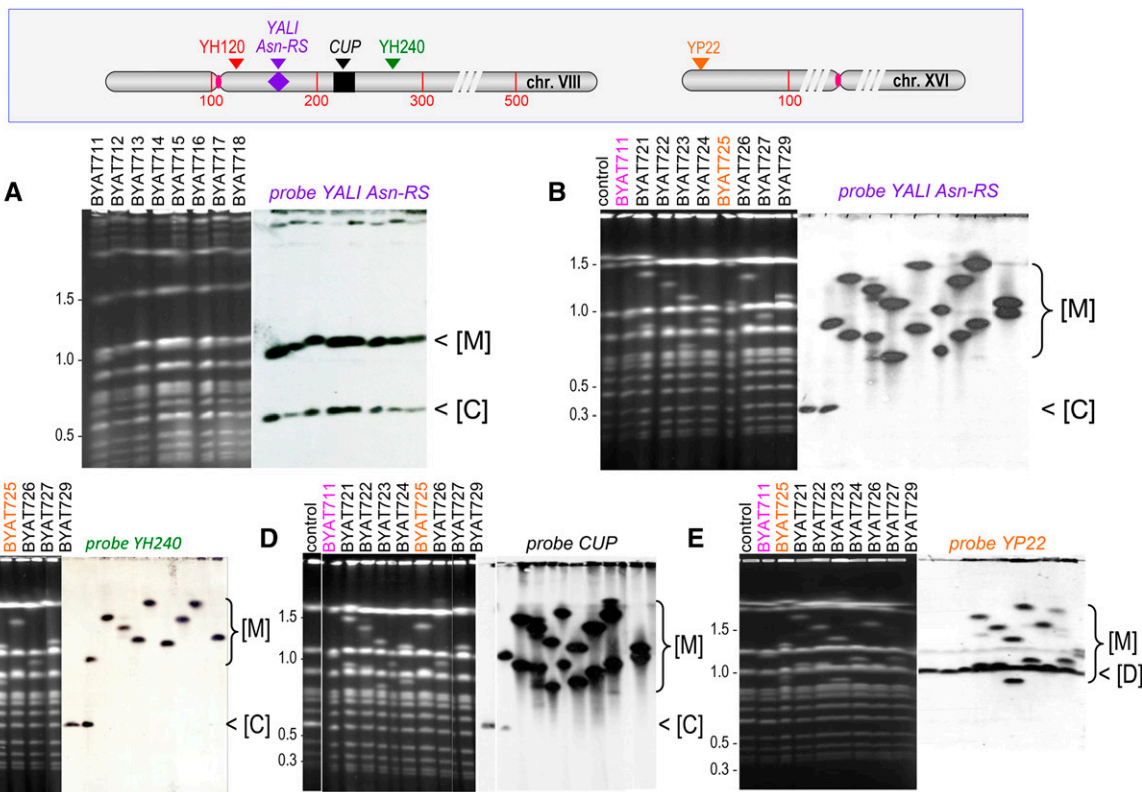 YALI
Asn-RS
YH120
CUP
YH240
YP22
chr. VIII
chr. XVI
100
200
300
500
100
A
BYAT711
BYAT712
BYAT713
BYAT714
BYAT715
BYAT716
BYAT717
BYAT718
probe YALI Asn-RS
1.5 -
1.0 -
0.5 -
< [M]
< [C]
B
control
BYAT711
BYAT721
BYAT722
BYAT723
BYAT724
BYAT725
BYAT726
BYAT727
BYAT729
probe YALI Asn-RS
1.5 -
1.0 -
0.5 -
0.3 -
[M]
< [C]
BYAT725
BYAT726
BYAT727
BYAT729
probe YH240
[M]
< [C]
D
control
BYAT711
BYAT721
BYAT722
BYAT723
BYAT724
BYAT725
BYAT726
BYAT727
BYAT729
probe CUP
1.5 -
1.0 -
0.5 -
0.3 -
[M]
< [C]
E
control
BYAT711
BYAT725
BYAT721
BYAT722
BYAT723
BYAT724
BYAT726
BYAT727
BYAT729
probe YP22
1.5 -
1.0 -
0.5 -
0.3 -
[M]
< [D]